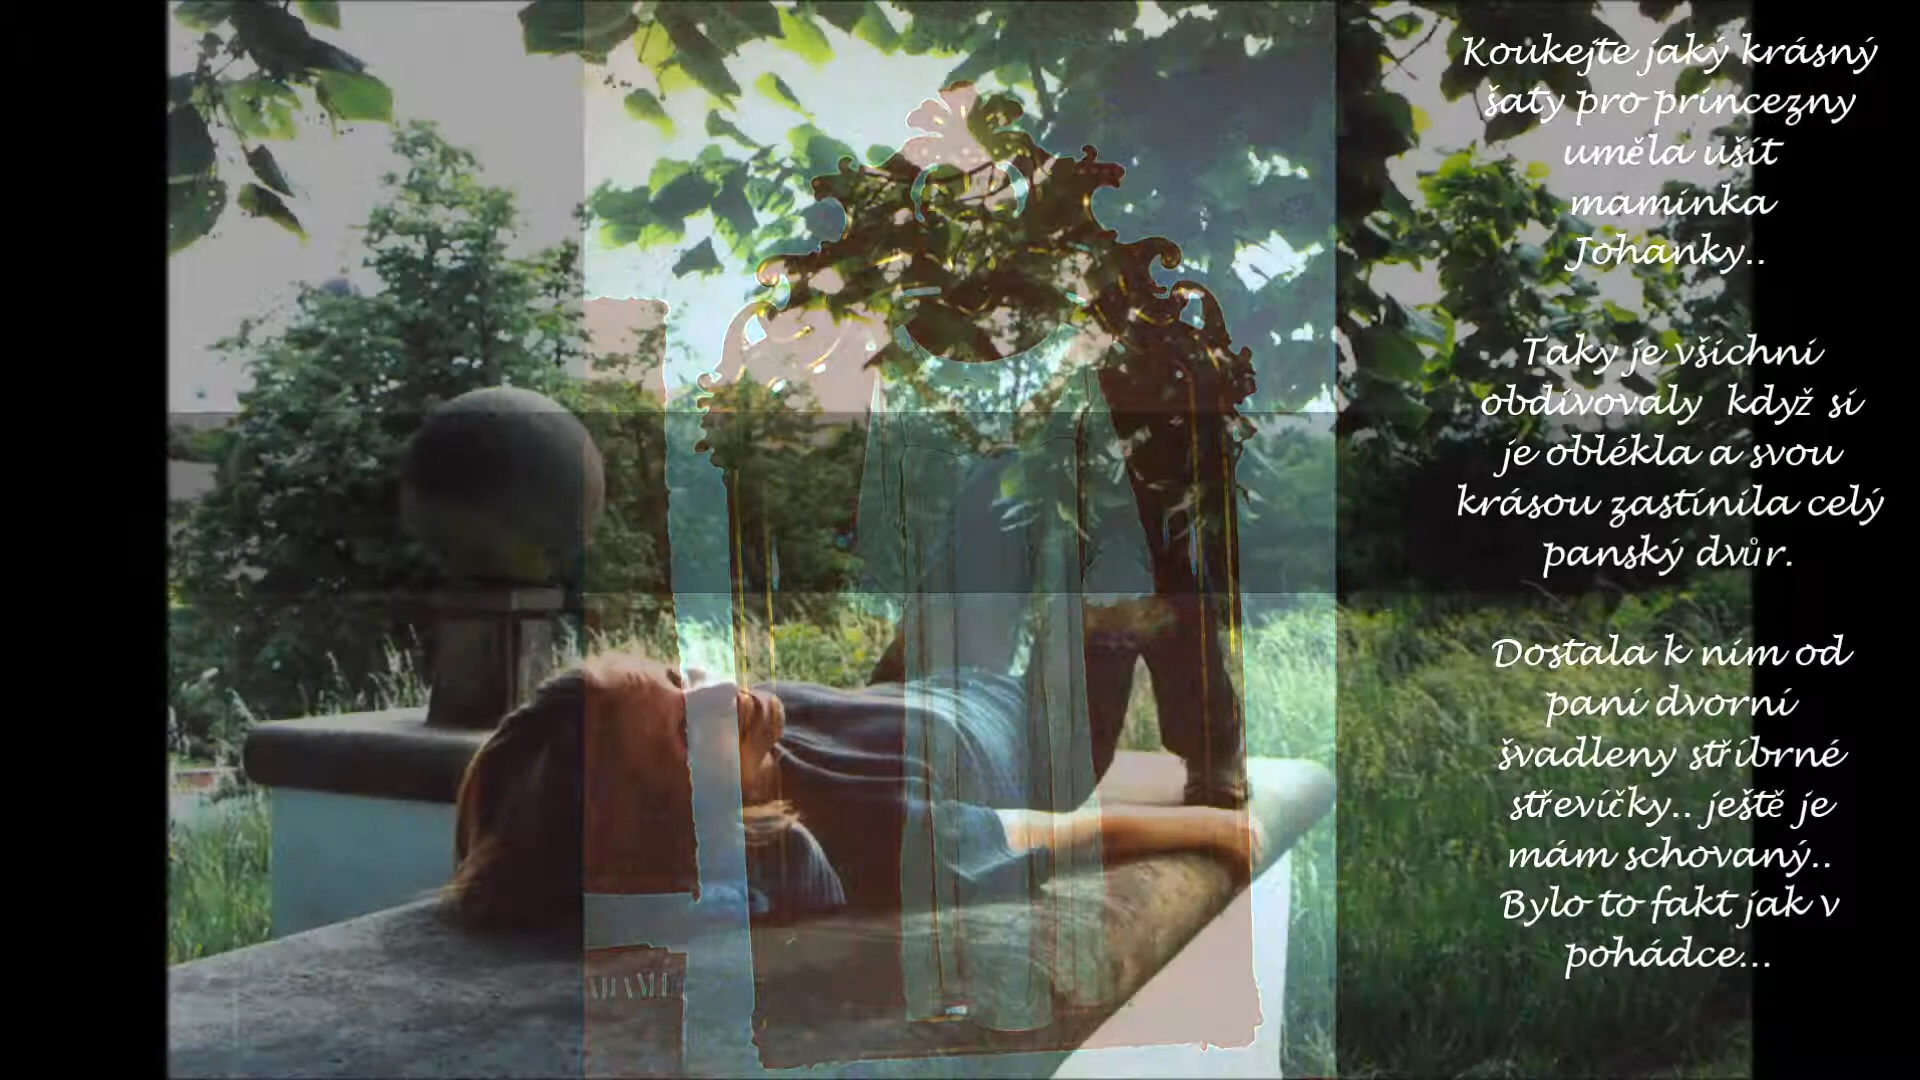 Koukejte jaký krásný
šaty pro princezny
uměla ušít
maminka
Johanky..
Taky je všichni
obdivovaly když si
je oblékla a svou
krásou zastínila celý
panský dvůr.
Dostala k nim od
paní dvorní
švadleny stříbrné
střevíčky.. ještě je
mám schovaný..
Bylo to fakt jak v
pohádce...